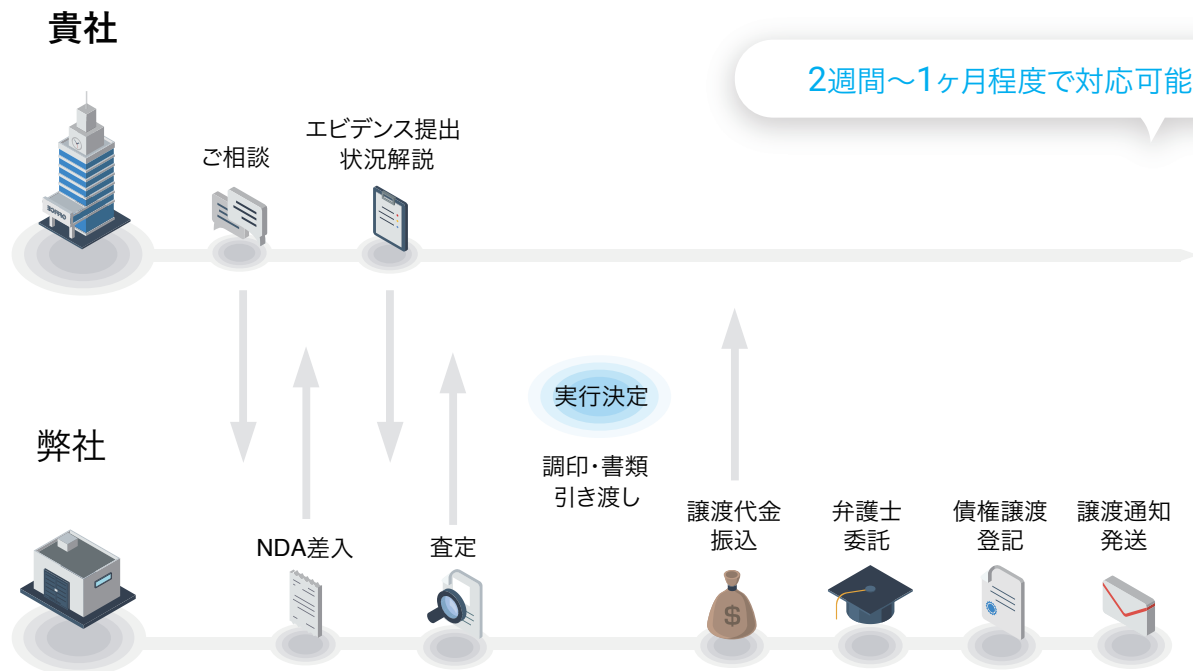 貴社
2週間～1ヶ月程度で対応可能
エビデンス提出
状況解説
ご相談
実行決定
調印・書類
引き渡し
弊社
NDA差入
査定
譲渡代金
振込
弁護士
委託
債権譲渡
登記
譲渡通知
発送
$